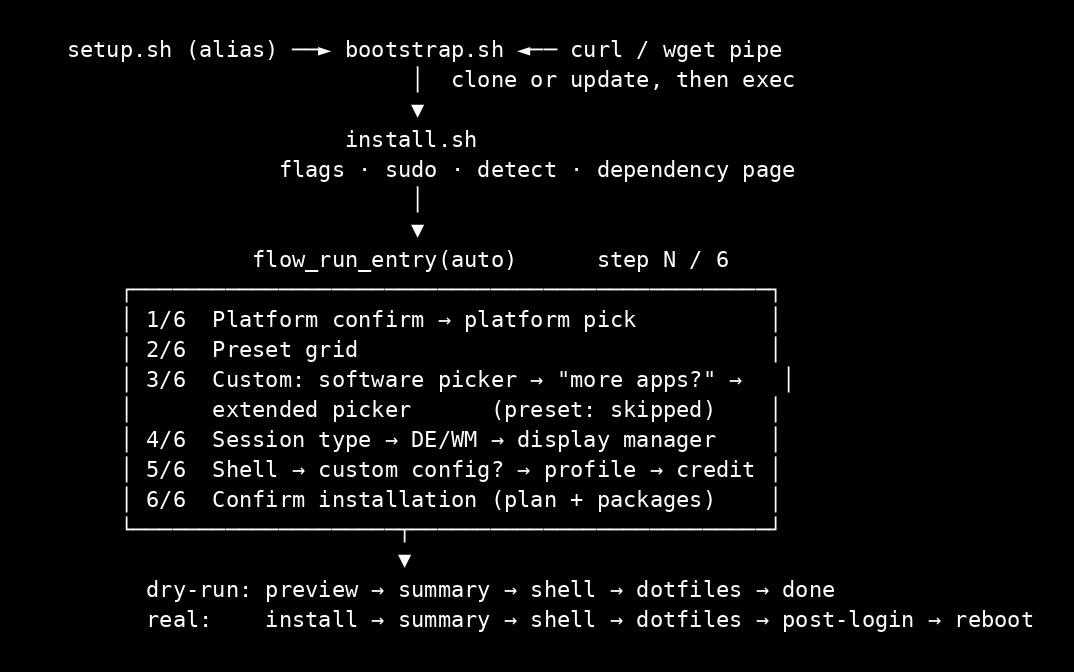 setup.sh (alias) ──► bootstrap.sh ◄── curl / wget pipe
│  clone or update, then exec
▼
install.sh
flags · sudo · detect · dependency page
│
▼
flow_run_entry(auto)      step N / 6
1/6  Platform confirm → platform pick
2/6  Preset grid
3/6  Custom: software picker → "more apps?" →
extended picker      (preset: skipped)
4/6  Session type → DE/WM → display manager
5/6  Shell → custom config? → profile → credit
6/6  Confirm installation (plan + packages)
▼
dry-run: preview → summary → shell → dotfiles → done
real:    install → summary → shell → dotfiles → post-login → reboot